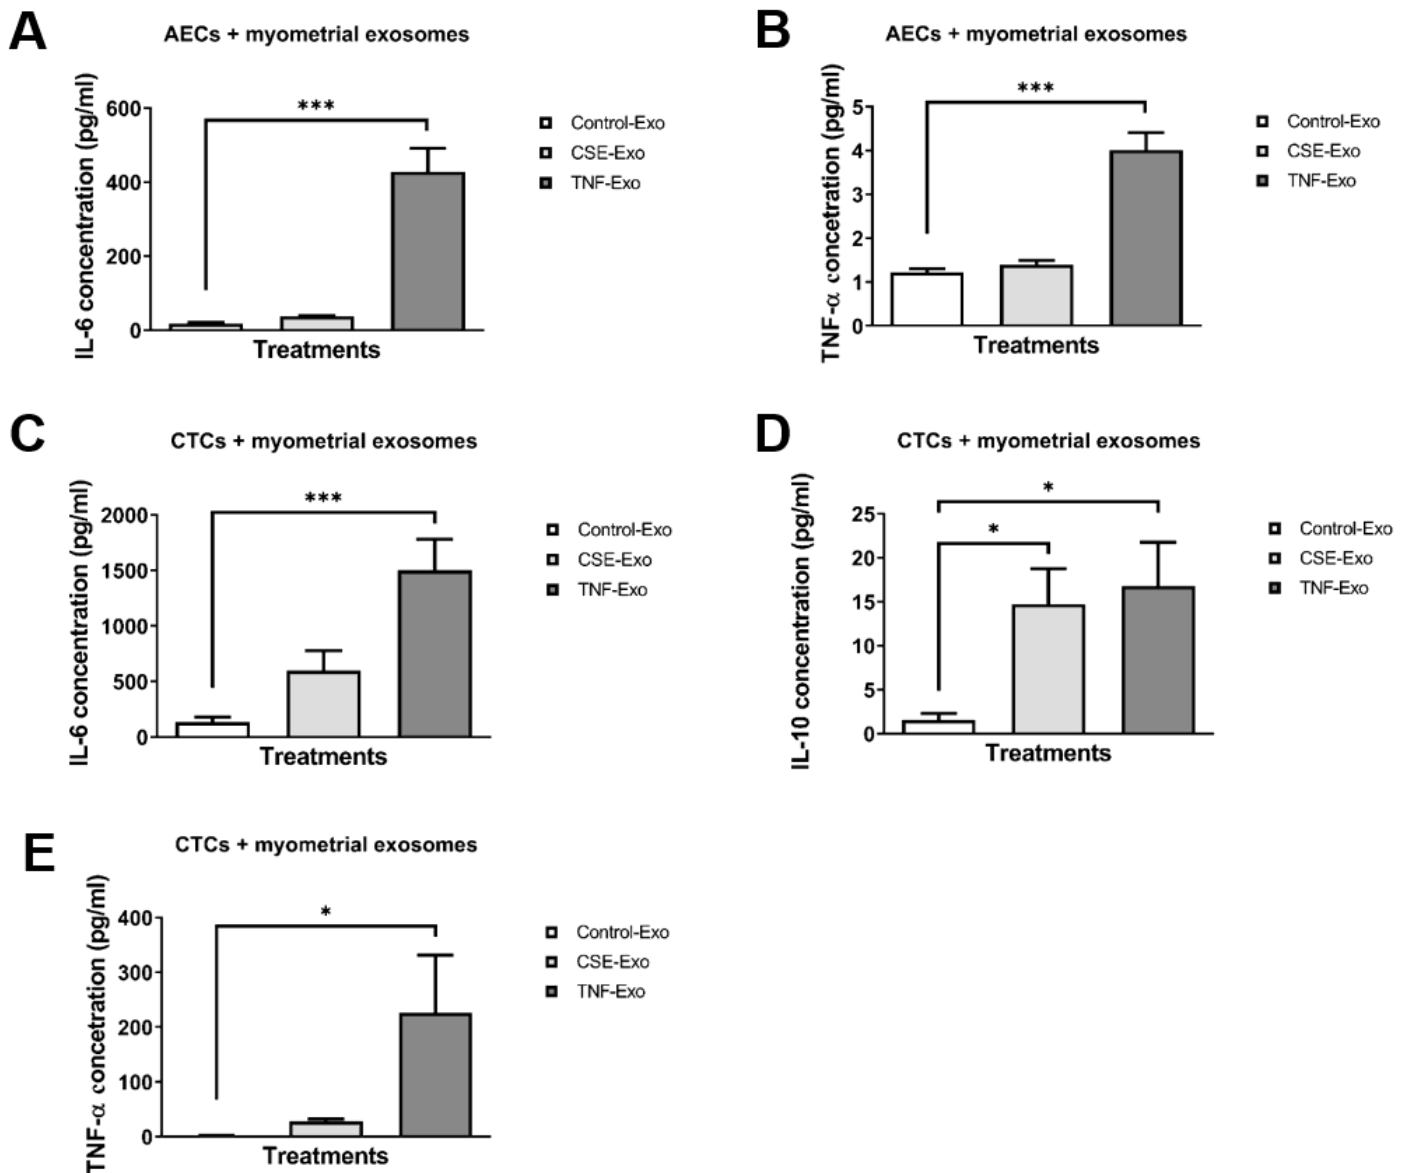 A
AECs + myometrial exosomes
IL-6 concentration (pg/ml)
600
400
200
0
***
Treatments
Control-Exo
CSE-Exo
TNF-Exo
B
AECs + myometrial exosomes
TNF-α concetration (pg/ml)
5
4
3
2
1
0
***
Treatments
Control-Exo
CSE-Exo
TNF-Exo
C
CTCs + myometrial exosomes
IL-6 concentration (pg/ml)
2000
1500
1000
500
0
***
Treatments
Control-Exo
CSE-Exo
TNF-Exo
D
CTCs + myometrial exosomes
IL-10 concentration (pg/ml)
25
20
15
10
5
0
*
*
Treatments
Control-Exo
CSE-Exo
TNF-Exo
E
CTCs + myometrial exosomes
TNF-α concetration (pg/ml)
400
300
200
100
0
*
Treatments
Control-Exo
CSE-Exo
TNF-Exo